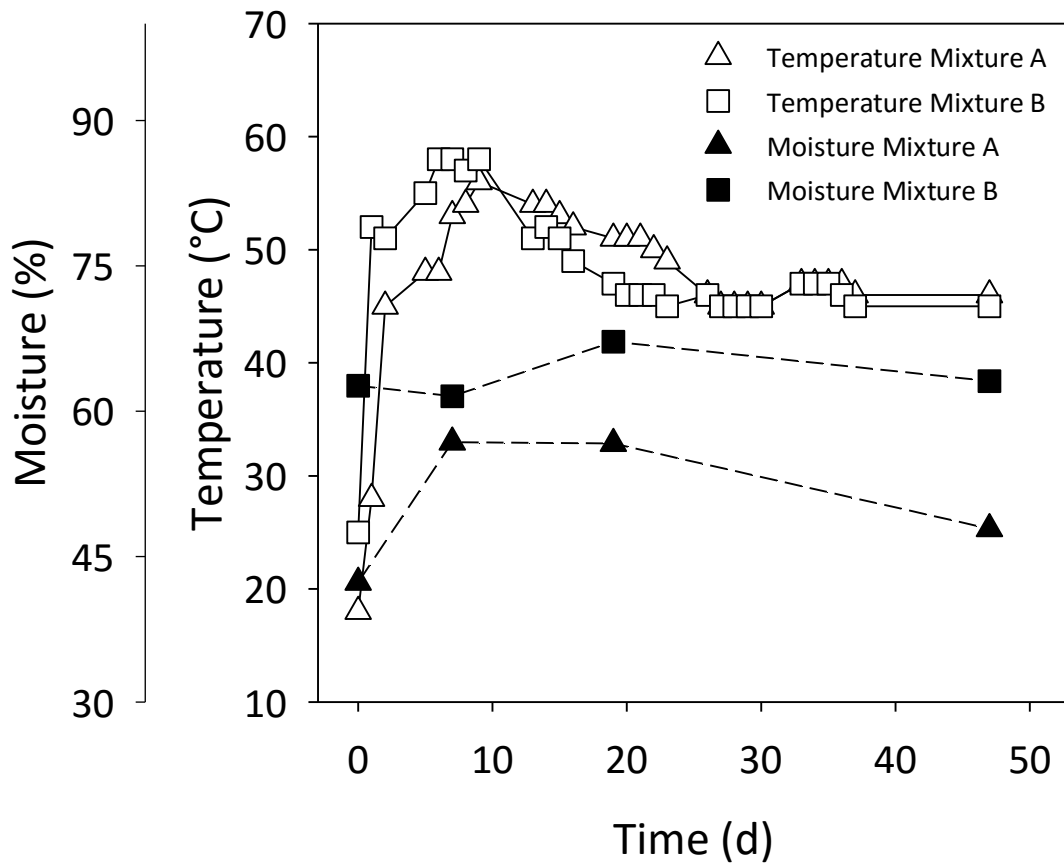 Moisture (%)
90
75
60
45
30
Temperature (°C)
70
60
50
40
30
20
10
Temperature Mixture A
Temperature Mixture B
Moisture Mixture A
Moisture Mixture B
0 10 20 30 40 50
Time (d)